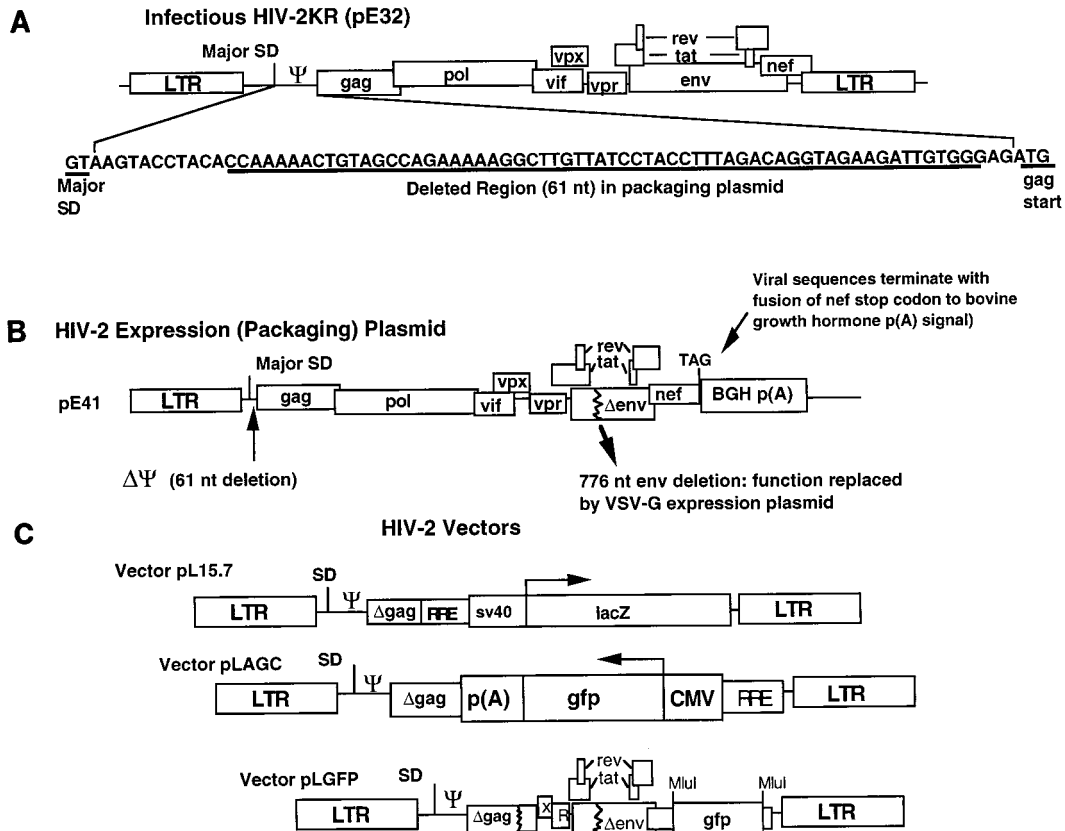 A
Infectious HIV-2KR (pE32)
Major SD
Ψ
LTR
gag
pol
vpx
vif
vpr
rev
tat
env
nef
LTR
GTAAGTACCTACACCAAAAACTGTAGCCAGAAAAAGGCTTGTTATCCTACCTTTAGACAGGTAGAAGATTGTGGGAGATG
Major SD
Deleted Region (61 nt) in packaging plasmid
gag start
Viral sequences terminate with
fusion of nef stop codon to bovine
growth hormone p(A) signal)
B
HIV-2 Expression (Packaging) Plasmid
Major SD
rev
tat
TAG
pE41
LTR
gag
pol
vpx
vif
vpr
Δenv
nef
BGH p(A)
ΔΨ (61 nt deletion)
776 nt env deletion: function replaced
by VSV-G expression plasmid
C
HIV-2 Vectors
Vector pL15.7
SD
Ψ
LTR
Δgag
RRE
sv40
lacZ
LTR
Vector pLAGC
SD
Ψ
LTR
Δgag
p(A)
gfp
CMV
RRE
LTR
Vector pLGFP
SD
Ψ
rev
tat
MluI
MluI
LTR
Δgag
X
R
Δenv
gfp
LTR